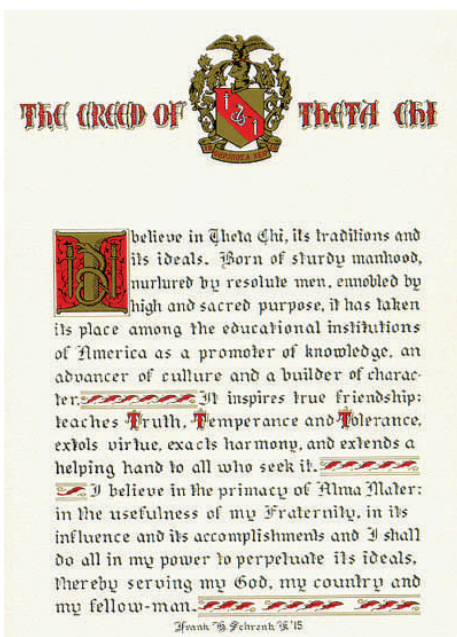 THE CREED OF THETA CHI
I believe in Theta Chi, its traditions and
its ideals. Born of sturdy manhood,
nurtured by resolute men, ennobled by
high and sacred purpose, it has taken
its place among the educational institutions
of America as a promoter of knowledge, an
advancer of culture and a builder of charac-
ter. It inspires true friendship;
teaches Truth, Temperance and Tolerance,
extols virtue, exacts harmony, and extends a
helping hand to all who seek it.
I believe in the primacy of Alma Mater;
in the usefulness of my Fraternity, in its
influence and its accomplishments and I shall
do all in my power to perpetuate its ideals,
thereby serving my God, my country and
my fellow-man.
Frank H. Schrenk '15